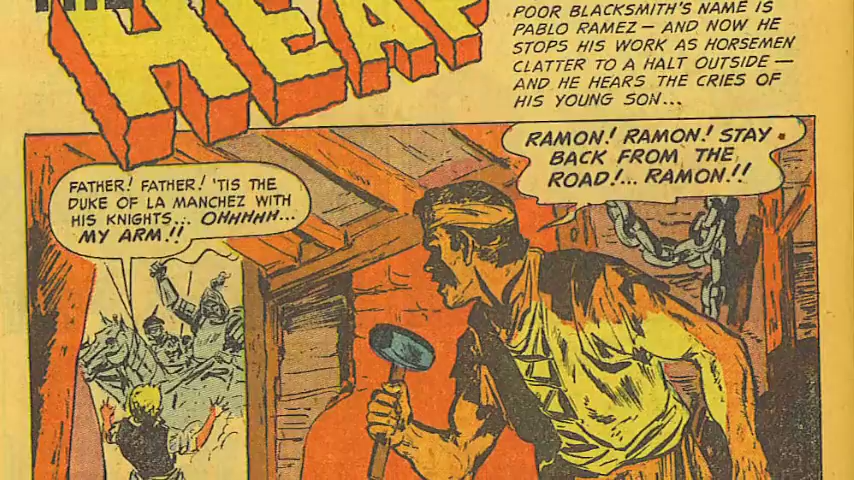 THE
HEAP
POOR BLACKSMITH'S NAME IS
PABLO RAMEZ — AND NOW HE
STOPS HIS WORK AS HORSEMEN
CLATTER TO A HALT OUTSIDE —
AND HE HEARS THE CRIES OF
HIS YOUNG SON...
FATHER! FATHER! 'TIS THE
DUKE OF LA MANCHEZ WITH
HIS KNIGHTS... OHHHHH...
MY ARM!!
RAMON! RAMON! STAY
BACK FROM THE
ROAD!... RAMON!!